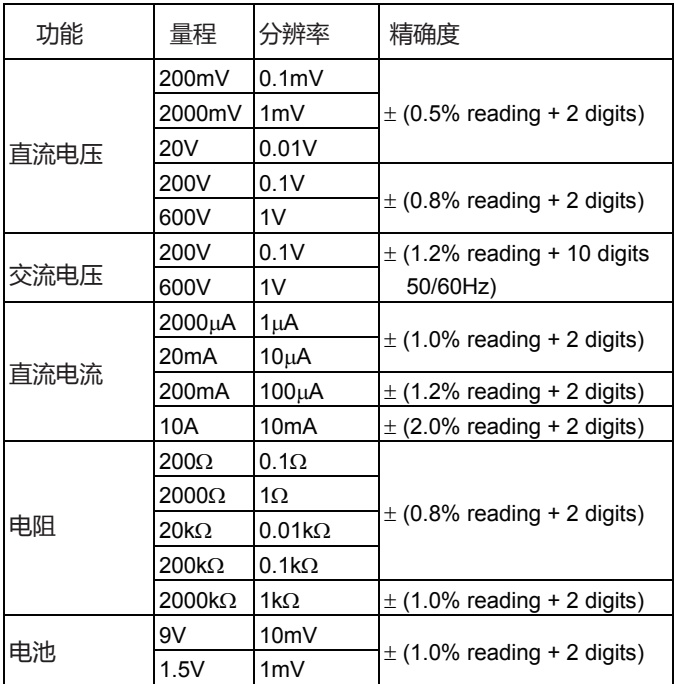 功能 量程 分辨率 精确度
直流电压 200mV 0.1mV ± (0.5% reading + 2 digits)
2000mV 1mV
20V 0.01V
200V 0.1V ± (0.8% reading + 2 digits)
600V 1V
交流电压 200V 0.1V ± (1.2% reading + 10 digits
600V 1V 50/60Hz)
直流电流 2000μA 1μA ± (1.0% reading + 2 digits)
20mA 10μA
200mA 100μA ± (1.2% reading + 2 digits)
10A 10mA ± (2.0% reading + 2 digits)
电阻 200Ω 0.1Ω ± (0.8% reading + 2 digits)
2000Ω 1Ω
20kΩ 0.01kΩ
200kΩ 0.1kΩ
2000kΩ 1kΩ ± (1.0% reading + 2 digits)
电池 9V 10mV ± (1.0% reading + 2 digits)
1.5V 1mV